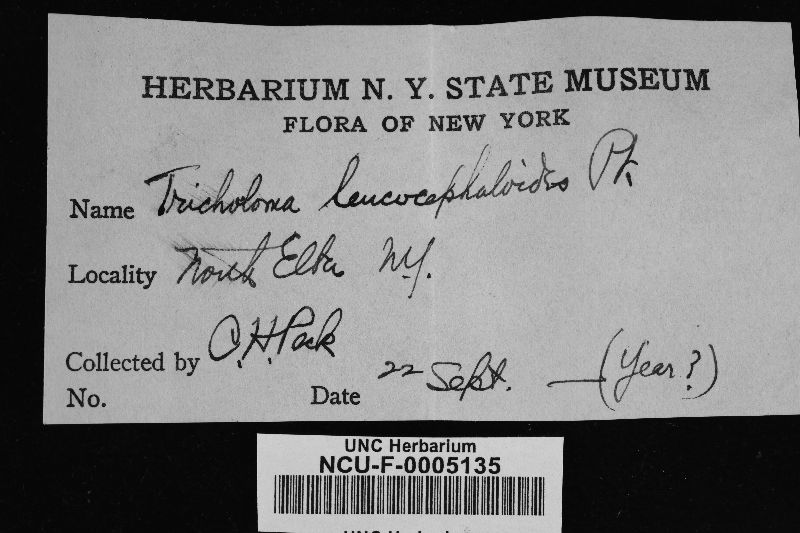 HERBARIUM N. Y. STATE MUSEUM
FLORA OF NEW YORK
Name Tricholoma leucocephaloides Pk.
Locality North Elba N.Y.
Collected by C.H. Peck
No. Date 22 Sept. — (Year?)
UNC Herbarium
NCU-F-0005135